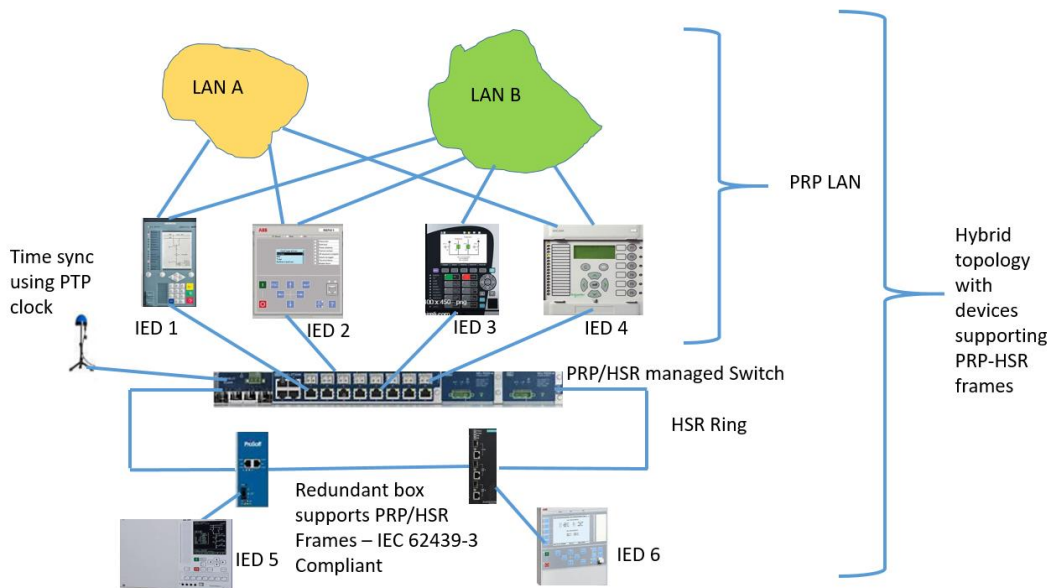 LAN A
LAN B
PRP LAN
Time sync
using PTP
clock
ABB
IED 1
IED 2
IED 3
IED 4
Hybrid
topology
with
devices
supporting
PRP-HSR
frames
PRP/HSR managed Switch
HSR Ring
ProSoft
Redundant box
supports PRP/HSR
Frames – IEC 62439-3
Compliant
IED 5
IED 6